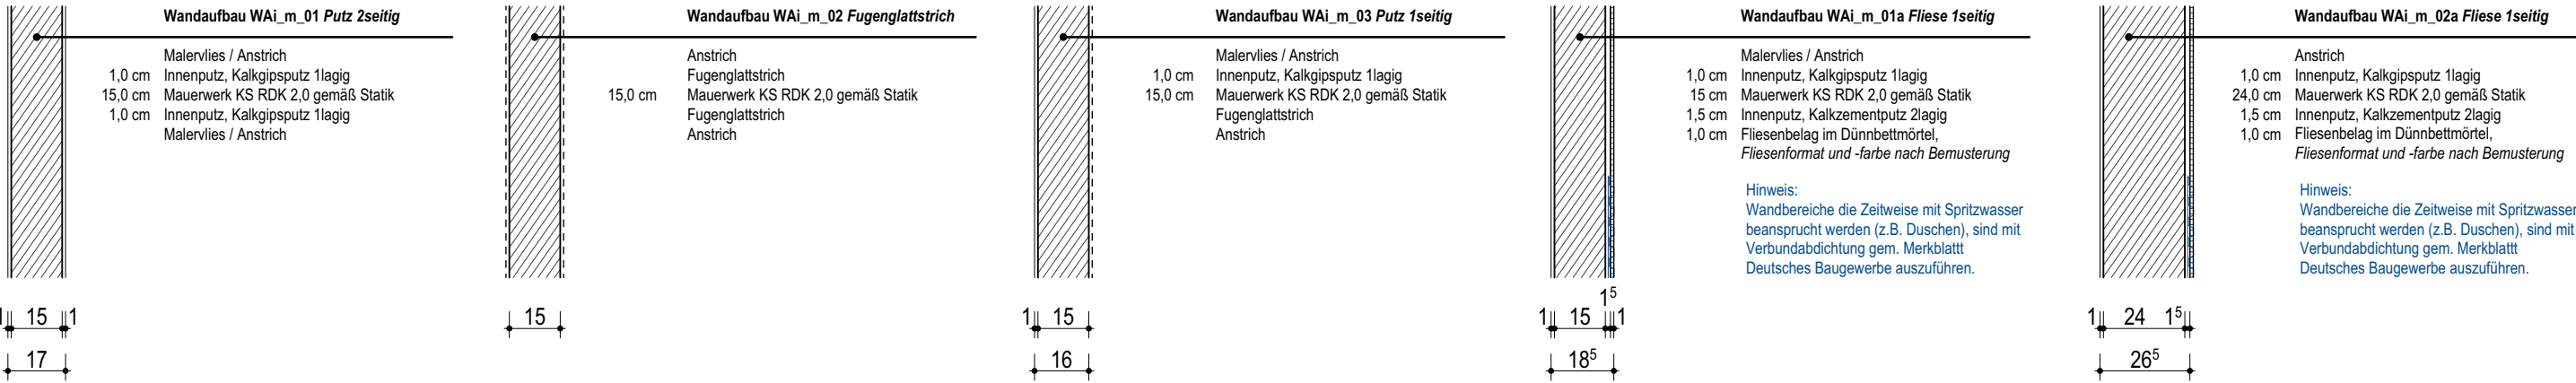 Wandaufbau WAi_m_01 Putz 2seitig
Malervlies / Anstrich
1,0 cm Innenputz, Kalkgipsputz 1lagig
15,0 cm Mauerwerk KS RDK 2,0 gemäß Statik
1,0 cm Innenputz, Kalkgipsputz 1lagig
Malervlies / Anstrich
1 15 1
17
Wandaufbau WAi_m_02 Fugenglattstrich
Anstrich
Fugenglattstrich
15,0 cm Mauerwerk KS RDK 2,0 gemäß Statik
Fugenglattstrich
Anstrich
15
Wandaufbau WAi_m_03 Putz 1seitig
Malervlies / Anstrich
1,0 cm Innenputz, Kalkgipsputz 1lagig
15,0 cm Mauerwerk KS RDK 2,0 gemäß Statik
Fugenglattstrich
Anstrich
1 15
16
Wandaufbau WAi_m_01a Fliese 1seitig
Malervlies / Anstrich
1,0 cm Innenputz, Kalkgipsputz 1lagig
15 cm Mauerwerk KS RDK 2,0 gemäß Statik
1,5 cm Innenputz, Kalkzementputz 2lagig
1,0 cm Fliesenbelag im Dünnbettmörtel,
Fliesenformat und -farbe nach Bemusterung
Hinweis:
Wandbereiche die Zeitweise mit Spritzwasser
beansprucht werden (z.B. Duschen), sind mit
Verbundabdichtung gem. Merkblattt
Deutsches Baugewerbe auszuführen.
1⁵
1 15 1
18⁵
Wandaufbau WAi_m_02a Fliese 1seitig
Anstrich
1,0 cm Innenputz, Kalkgipsputz 1lagig
24,0 cm Mauerwerk KS RDK 2,0 gemäß Statik
1,5 cm Innenputz, Kalkzementputz 2lagig
1,0 cm Fliesenbelag im Dünnbettmörtel,
Fliesenformat und -farbe nach Bemusterung
Hinweis:
Wandbereiche die Zeitweise mit Spritzwasser
beansprucht werden (z.B. Duschen), sind mit
Verbundabdichtung gem. Merkblattt
Deutsches Baugewerbe auszuführen.
1 24 1⁵
26⁵